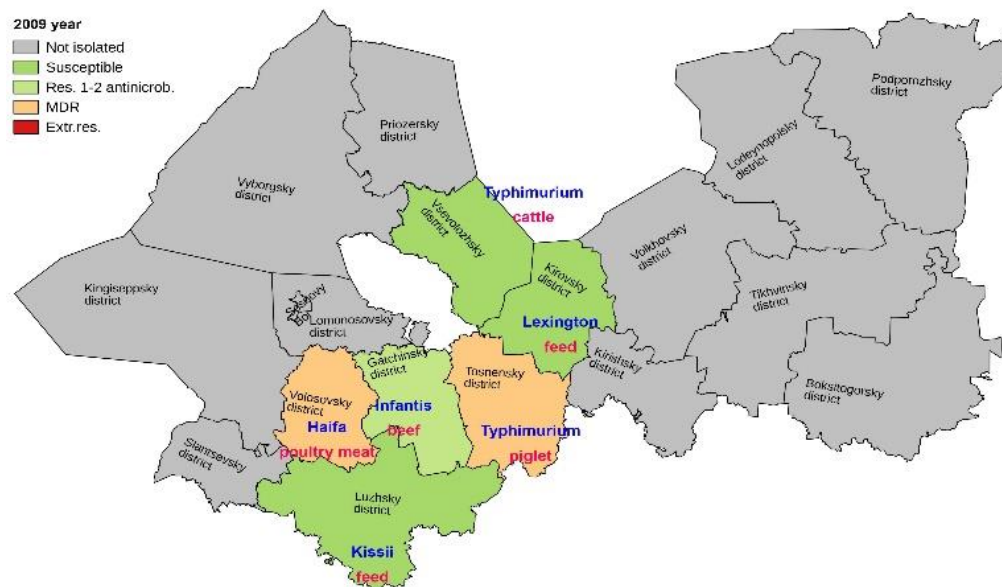 2009 year
Not isolated
Susceptible
Res. 1-2 antinicrob.
MDR
Extr.res.
Podporozhsky
district
Priozersky
district
Lodeynopolsky
district
Vyborgsky
district
Typhimurium
cattle
Vsevolozhsky
district
Volkhovsky
district
Kirovsky
district
Tikhvinsky
district
Kingiseppsky
district
Lomonosovsky
district
Lexington
feed
Kirishsky
district
Gatchinsky
district
Tosnensky
district
Boksitogorsky
district
Volosovsky
district
Infantis
beef
Haifa
poultry meat
Typhimurium
piglet
Slantsevsky
district
Luzhsky
district
Kissii
feed